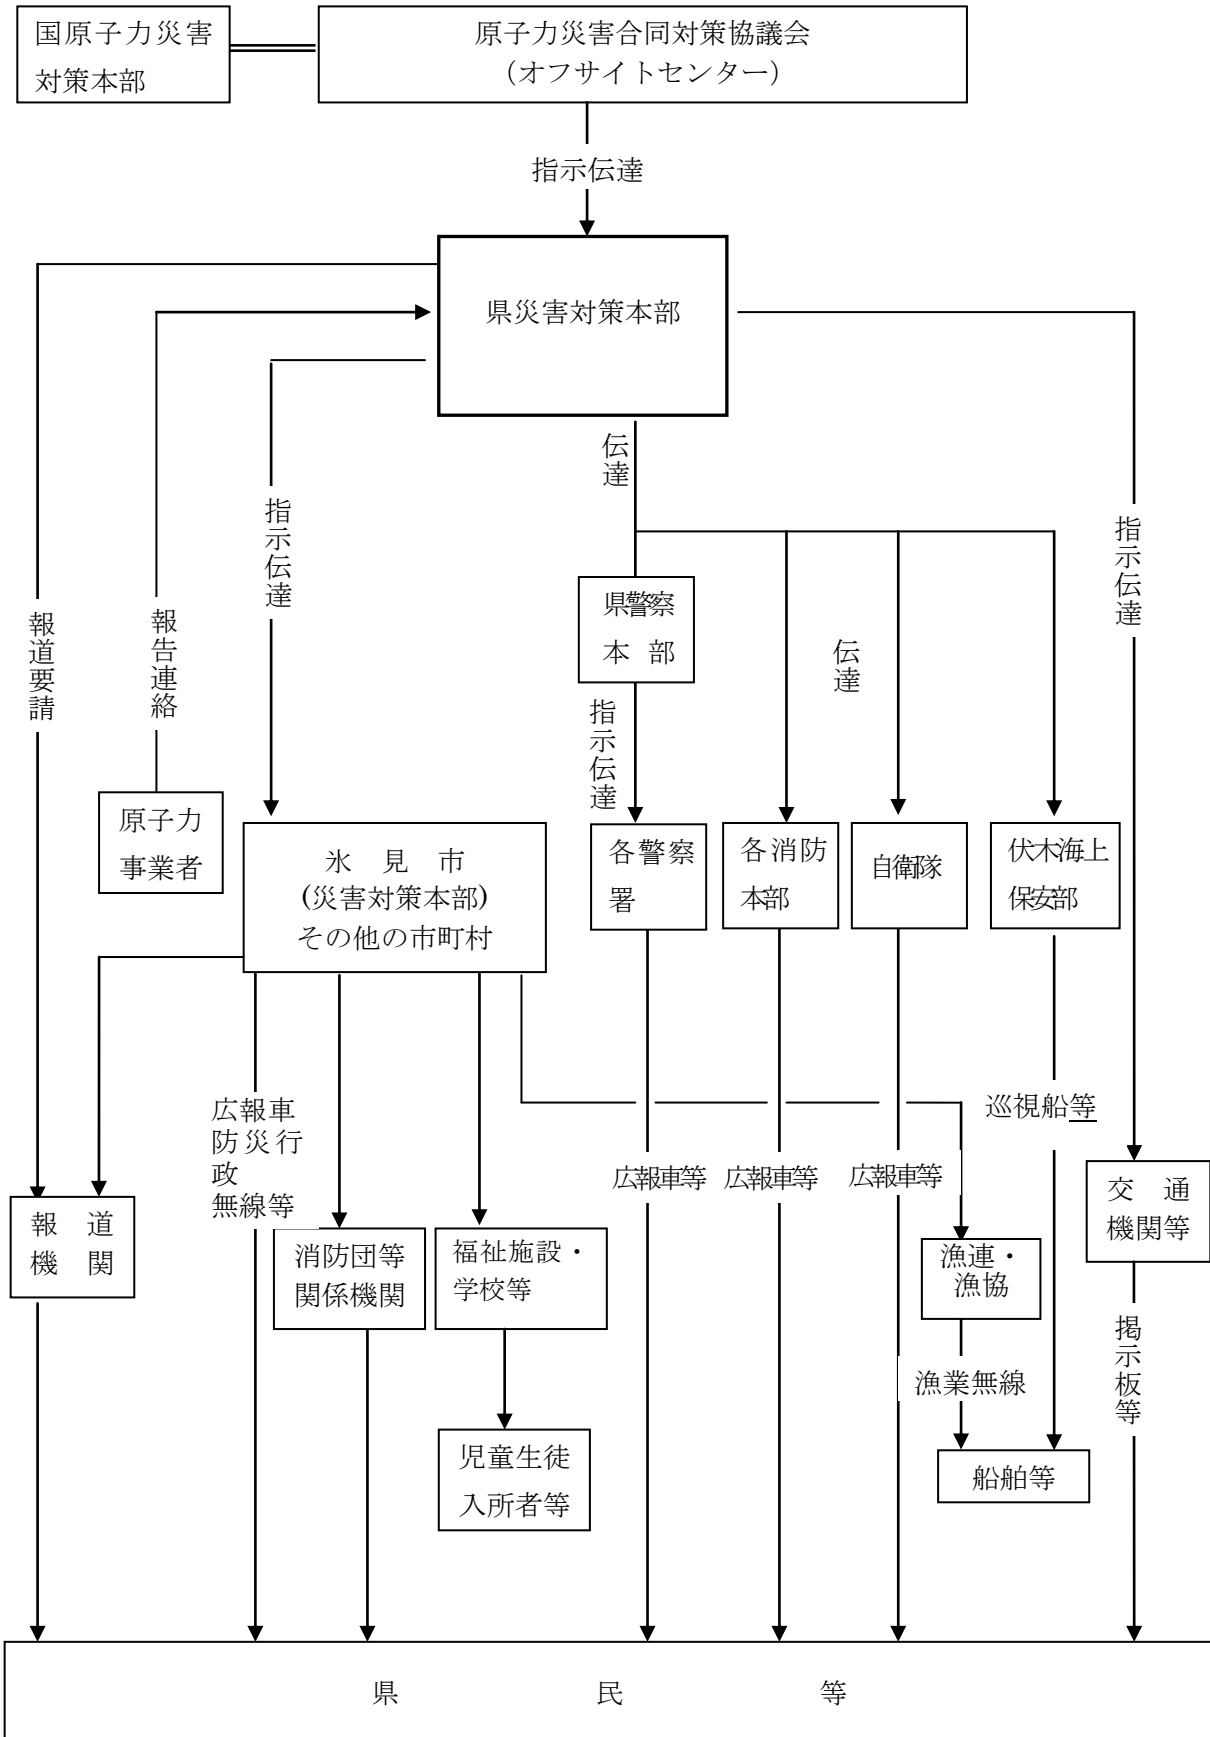 国原子力災害
対策本部
原子力災害合同対策協議会
（オフサイトセンター）
指示伝達
県災害対策本部
伝達
指示伝達
指示伝達
県警察
本部
報道要請
報告連絡
伝達
指示伝達
原子力
事業者
氷見市
(災害対策本部)
その他の市町村
各警察
署
各消防
本部
自衛隊
伏木海上
保安部
広報車
防災行
政
無線等
巡視船等
広報車等
広報車等
広報車等
報道
機関
消防団等
関係機関
福祉施設・
学校等
漁連・
漁協
交通
機関等
漁業無線
掲示板等
児童生徒
入所者等
船舶等
県民等